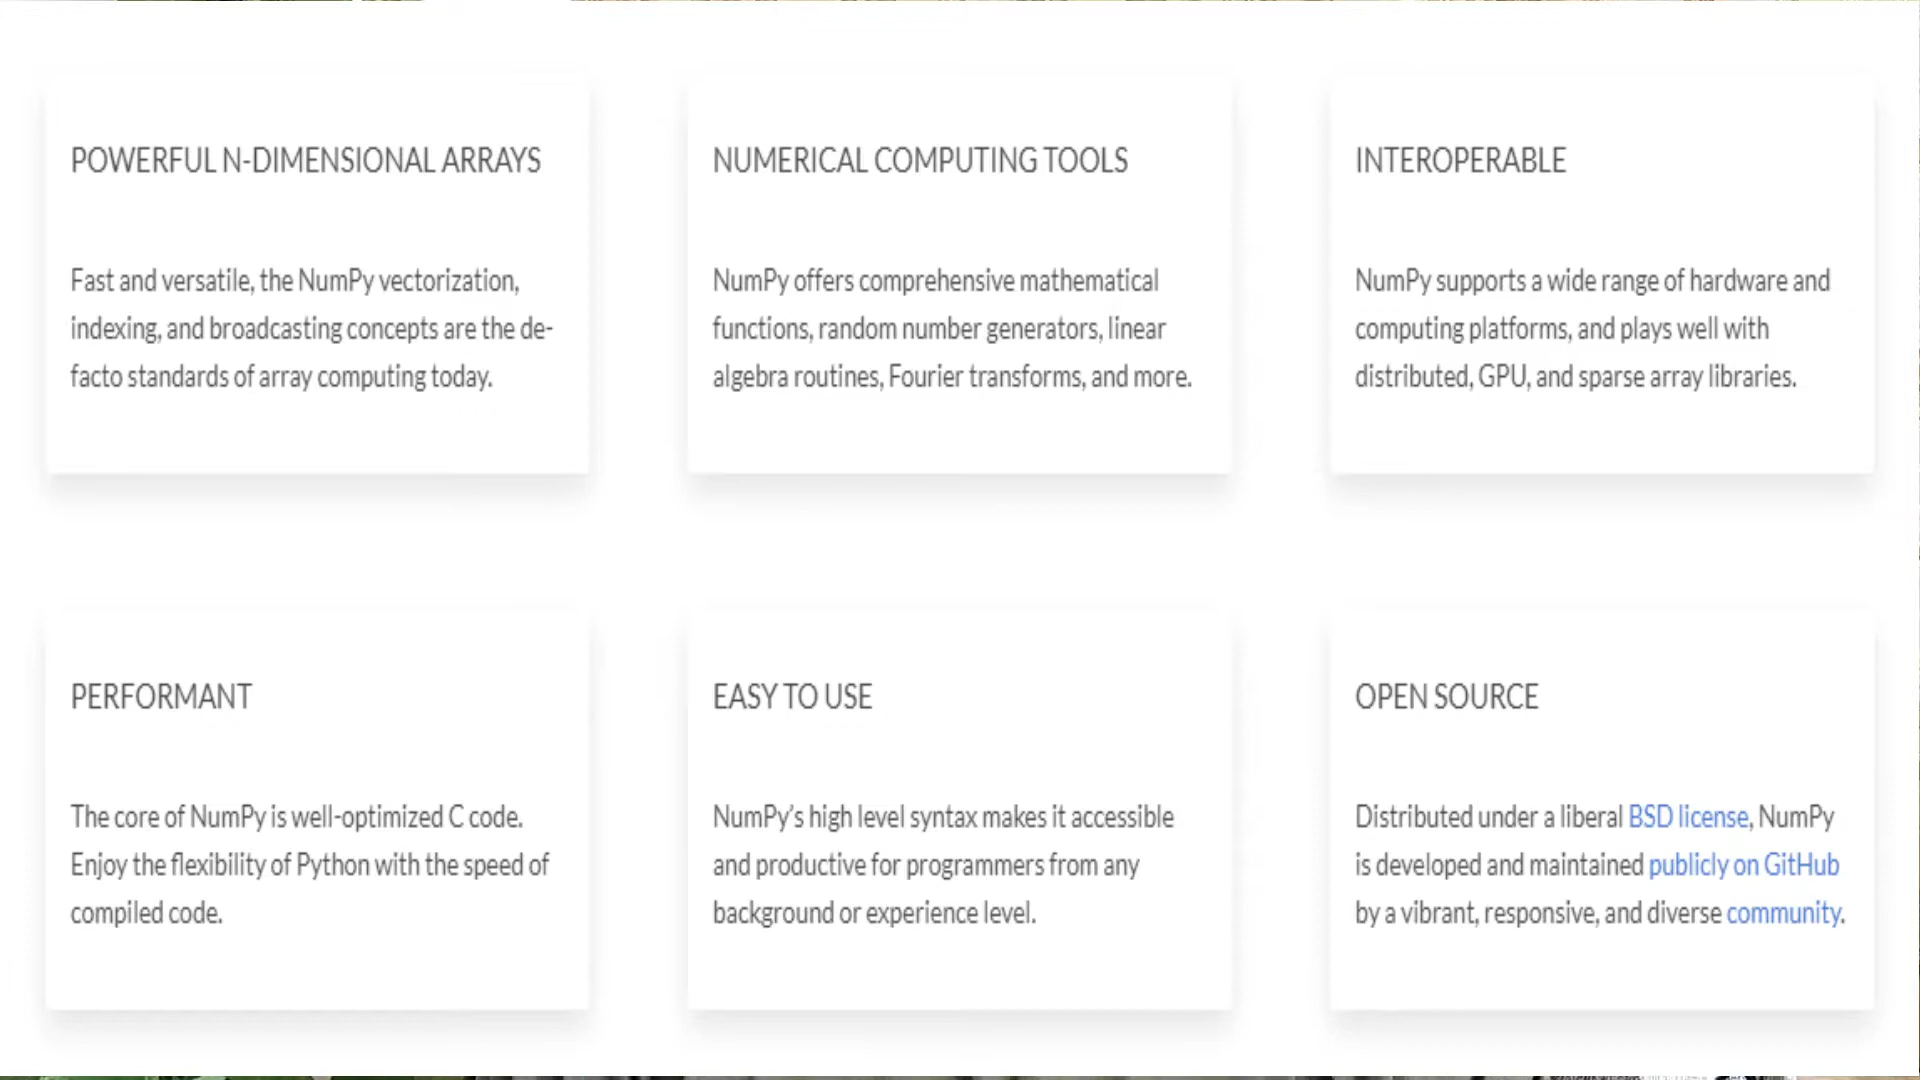 POWERFUL N-DIMENSIONAL ARRAYS
Fast and versatile, the NumPy vectorization,
indexing, and broadcasting concepts are the de-
facto standards of array computing today.
NUMERICAL COMPUTING TOOLS
NumPy offers comprehensive mathematical
functions, random number generators, linear
algebra routines, Fourier transforms, and more.
INTEROPERABLE
NumPy supports a wide range of hardware and
computing platforms, and plays well with
distributed, GPU, and sparse array libraries.
PERFORMANT
The core of NumPy is well-optimized C code.
Enjoy the flexibility of Python with the speed of
compiled code.
EASY TO USE
NumPy’s high level syntax makes it accessible
and productive for programmers from any
background or experience level.
OPEN SOURCE
Distributed under a liberal BSD license, NumPy
is developed and maintained publicly on GitHub
by a vibrant, responsive, and diverse community.